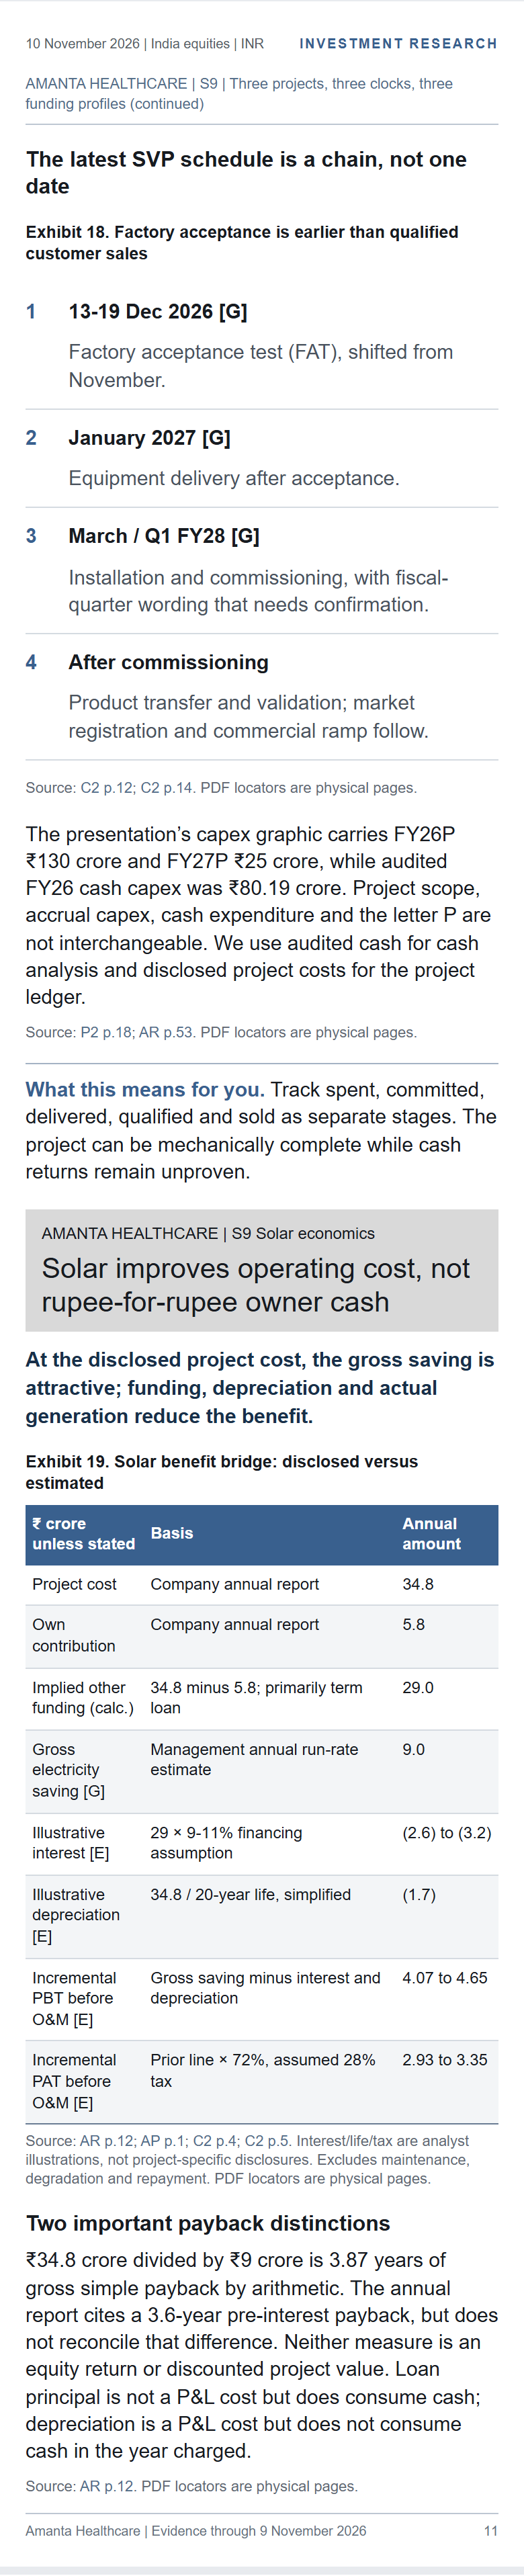 10 November 2026 | India equities | INR
INVESTMENT RESEARCH
AMANTA HEALTHCARE | S9 | Three projects, three clocks, three
funding profiles (continued)
The latest SVP schedule is a chain, not one
date
Exhibit 18. Factory acceptance is earlier than qualified
customer sales
1 13-19 Dec 2026 [G]
Factory acceptance test (FAT), shifted from
November.
2 January 2027 [G]
Equipment delivery after acceptance.
3 March / Q1 FY28 [G]
Installation and commissioning, with fiscal-
quarter wording that needs confirmation.
4 After commissioning
Product transfer and validation; market
registration and commercial ramp follow.
Source: C2 p.12; C2 p.14. PDF locators are physical pages.
The presentation’s capex graphic carries FY26P
₹130 crore and FY27P ₹25 crore, while audited
FY26 cash capex was ₹80.19 crore. Project scope,
accrual capex, cash expenditure and the letter P are
not interchangeable. We use audited cash for cash
analysis and disclosed project costs for the project
ledger.
Source: P2 p.18; AR p.53. PDF locators are physical pages.
What this means for you. Track spent, committed,
delivered, qualified and sold as separate stages. The
project can be mechanically complete while cash
returns remain unproven.
AMANTA HEALTHCARE | S9 Solar economics
Solar improves operating cost, not
rupee-for-rupee owner cash
At the disclosed project cost, the gross saving is
attractive; funding, depreciation and actual
generation reduce the benefit.
Exhibit 19. Solar benefit bridge: disclosed versus
estimated
₹ crore
unless stated
Basis
Annual
amount
Project cost
Company annual report
34.8
Own
contribution
Company annual report
5.8
Implied other
funding (calc.)
34.8 minus 5.8; primarily term
loan
29.0
Gross
electricity
saving [G]
Management annual run-rate
estimate
9.0
Illustrative
interest [E]
29 × 9-11% financing
assumption
(2.6) to (3.2)
Illustrative
depreciation
[E]
34.8 / 20-year life, simplified
(1.7)
Incremental
PBT before
O&M [E]
Gross saving minus interest and
depreciation
4.07 to 4.65
Incremental
PAT before
O&M [E]
Prior line × 72%, assumed 28%
tax
2.93 to 3.35
Source: AR p.12; AP p.1; C2 p.4; C2 p.5. Interest/life/tax are analyst
illustrations, not project-specific disclosures. Excludes maintenance,
degradation and repayment. PDF locators are physical pages.
Two important payback distinctions
₹34.8 crore divided by ₹9 crore is 3.87 years of
gross simple payback by arithmetic. The annual
report cites a 3.6-year pre-interest payback, but does
not reconcile that difference. Neither measure is an
equity return or discounted project value. Loan
principal is not a P&L cost but does consume cash;
depreciation is a P&L cost but does not consume
cash in the year charged.
Source: AR p.12. PDF locators are physical pages.
Amanta Healthcare | Evidence through 9 November 2026
11